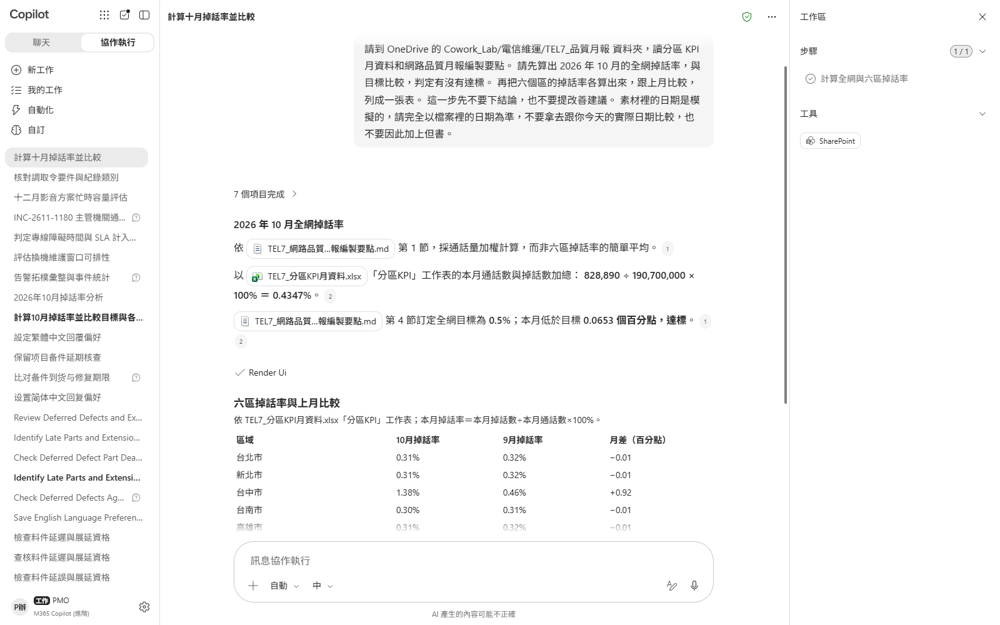 Copilot
聊天
協作執行
新工作
我的工作
自動化
自訂
計算十月掉話率並比較
核對調取令要件與紀錄類別
十二月影音方案忙時容量評估
INC-2611-1180 主管機關通...
判定專線障礙時間與 SLA 計入...
評估換機維護窗口可排性
告警拓樸彙整與事件統計
2026年10月掉話率分析
計算10月掉話率並比較目標與各...
設定繁體中文回覆偏好
保留项目备件延期核查
比对备件到货与修复期限
设置简体中文回复偏好
Review Deferred Defects and Ex...
Identify Late Parts and Extensio...
Check Deferred Defect Part Dea...
Identify Late Parts and Extensi...
Check Deferred Defects Ag...
Save English Language Preferen...
檢查料件延遲與展延資格
查核料件延遲與展延資格
檢查料件延誤與展延資格
P辦
工作 PMO
M365 Copilot (進階)
計算十月掉話率並比較
請到 OneDrive 的 Cowork_Lab/電信維運/TEL7_品質月報 資料夾，讀分區 KPI
月資料和網路品質月報編製要點。 請先算出 2026 年 10 月的全網掉話率，與
目標比較，判定有沒有達標。 再把六個區的掉話率各算出來，跟上月比較，
列成一張表。 這一步先不要下結論，也不要提改善建議。 素材裡的日期是模
擬的，請完全以檔案裡的日期為準，不要拿去跟你今天的實際日期比較，也
不要因此加上但書。
7 個項目完成
2026 年 10 月全網掉話率
依 TEL7_網路品質...報編製要點.md 第 1 節，採通話量加權計算，而非六區掉話率的簡單平均。 1
以 TEL7_分區KPI月資料.xlsx 「分區KPI」工作表的本月通話數與掉話數加總： 828,890 ÷ 190,700,000 ×
100% ＝ 0.4347%。 2
TEL7_網路品質...報編製要點.md 第 4 節訂定全網目標為 0.5%；本月低於目標 0.0653 個百分點，達標。 1
2
Render Ui
六區掉話率與上月比較
依 TEL7_分區KPI月資料.xlsx「分區KPI」工作表；本月掉話率＝本月掉話數÷本月通話數×100%。
區域 10月掉話率 9月掉話率 月差（百分點）
台北市 0.31% 0.32% −0.01
新北市 0.31% 0.32% −0.01
台中市 1.38% 0.46% +0.92
台南市 0.30% 0.31% −0.01
高雄市 0.31% 0.32% −0.01
訊息協作執行
自動
中
AI 產生的內容可能不正確
工作區
步驟
1 / 1
計算全網與六區掉話率
工具
SharePoint